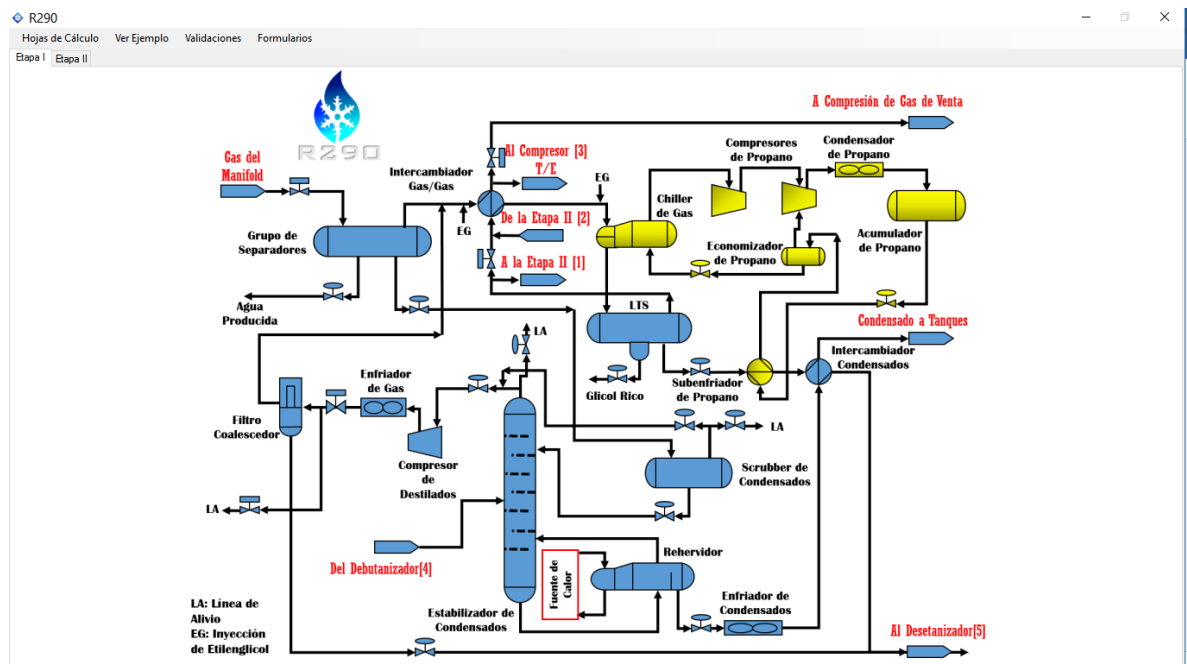 R290
Hojas de Cálculo Ver Ejemplo Validaciones Formularios
Etapa I Etapa II
R290
A Compresión de Gas de Venta
Gas del
Manifold
Al Compresor [3]
T/E
Intercambiador
Gas/Gas
EG
Compresores
de Propano
Condensador
de Propano
Chiller
de Gas
EG
De la Etapa II [2]
Acumulador
de Propano
Grupo de
Separadores
Economizador
de Propano
A la Etapa II [1]
Agua
Producida
LTS
LA
Condensado a Tanques
Intercambiador
Condensados
Enfriador
de Gas
Glicol Rico
Subenfriador
de Propano
Filtro
Coalescedor
LA
Compresor
de
Destilados
Scrubber de
Condensados
LA
Del Debutanizador[4]
Fuente de
Calor
Rehervidor
LA: Línea de
Alivio
EG: Inyección
de Etilenglicol
Estabilizador de
Condensados
Enfriador de
Condensados
Al Desetanizador[5]